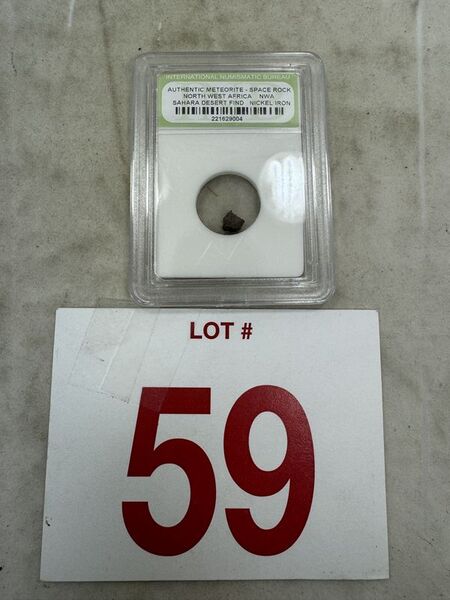 INTERNATIONAL NUMISMATIC BUREAU
AUTHENTIC METEORITE - SPACE ROCK
NORTH WEST AFRICA NWA
SAHARA DESERT FIND NICKEL IRON
221629004
LOT #
59